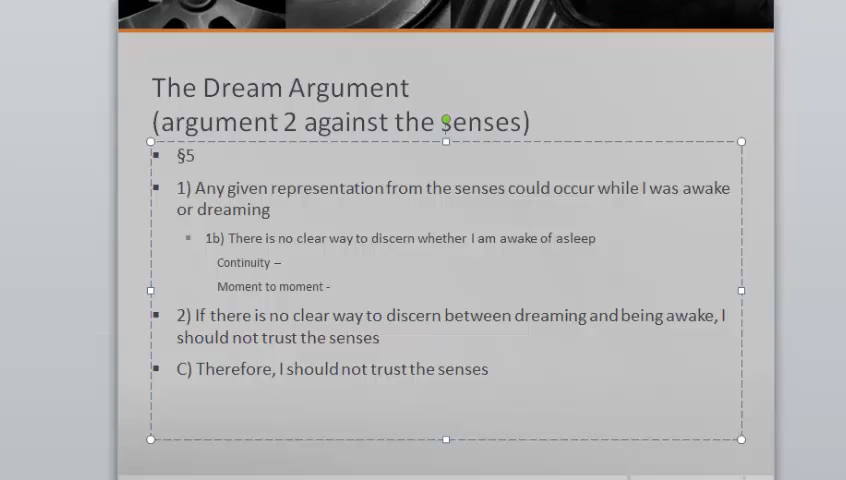 The Dream Argument
(argument 2 against the senses)
§5
1) Any given representation from the senses could occur while I was awake
or dreaming
1b) There is no clear way to discern whether I am awake of asleep
Continuity –
Moment to moment -
2) If there is no clear way to discern between dreaming and being awake, I
should not trust the senses
C) Therefore, I should not trust the senses